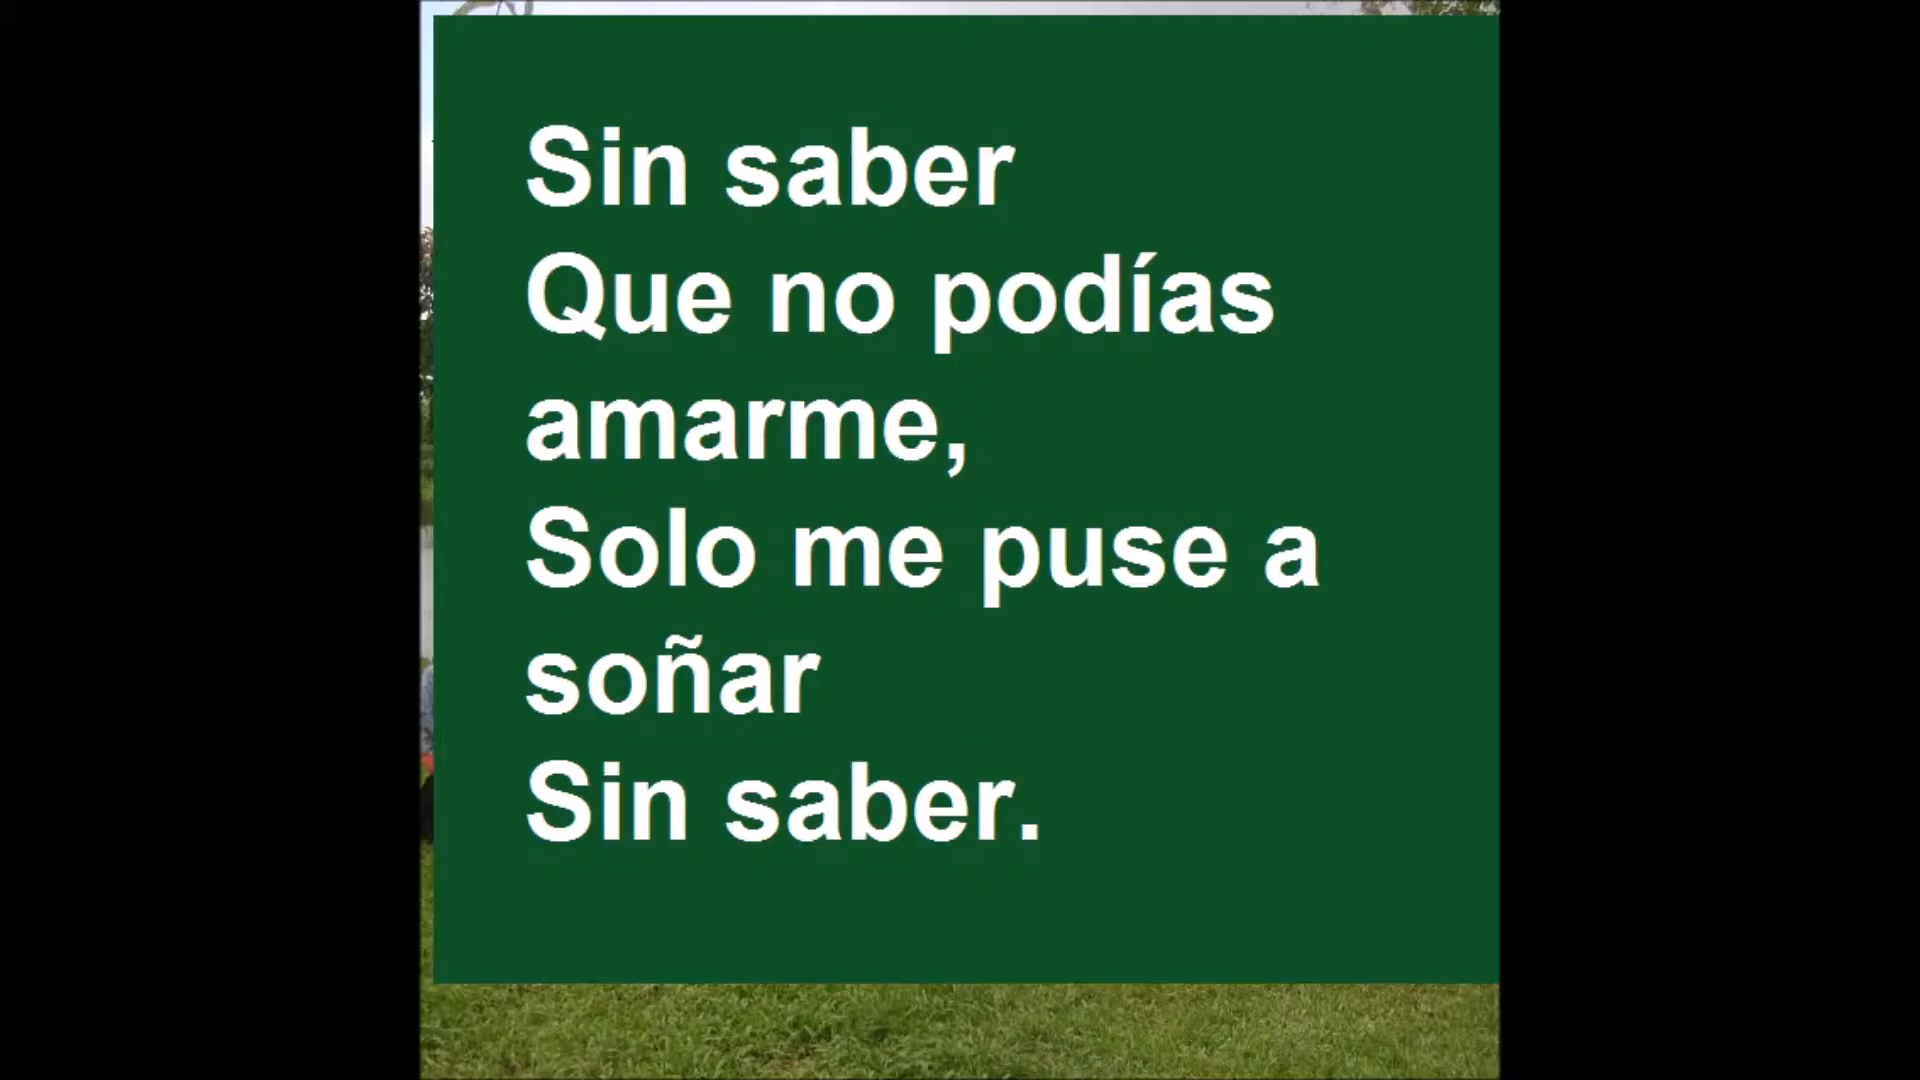 Sin saber
Que no podías
amarme,
Solo me puse a
soñar
Sin saber.